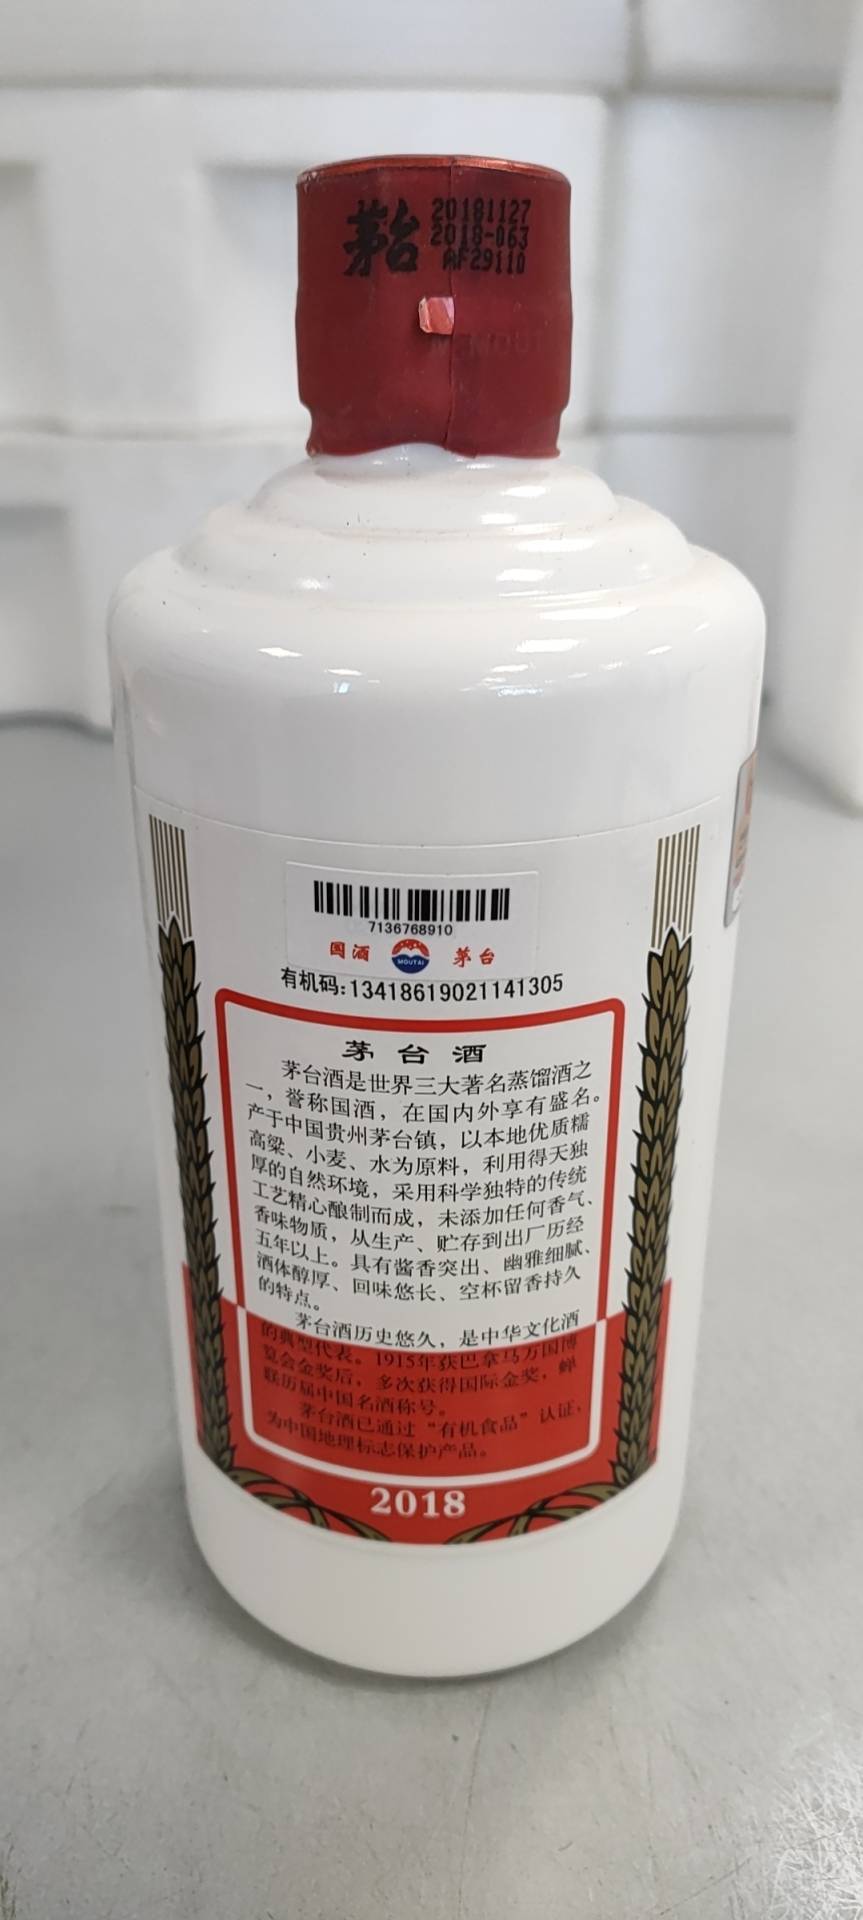 茅台
20181127
2018-063
AF29110
MOUT
7136768910
国酒 MOUTAI 茅台
有机码:13418619021141305
茅台酒
茅台酒是世界三大著名蒸馏酒之
一，誉称国酒，在国内外享有盛名。
产于中国贵州茅台镇，以本地优质糯
高粱、小麦、水为原料，利用得天独
厚的自然环境，采用科学独特的传统
工艺精心酿制而成，未添加任何香气、
香味物质，从生产、贮存到出厂历经
五年以上。具有酱香突出、幽雅细腻、
酒体醇厚、回味悠长、空杯留香持久
的特点。
茅台酒历史悠久，是中华文化酒
的典型代表。1915年获巴拿马万国博
览会金奖后，多次获得国际金奖，蝉
联历届中国名酒称号。
茅台酒已通过“有机食品”认证，
为中国地理标志保护产品。
2018